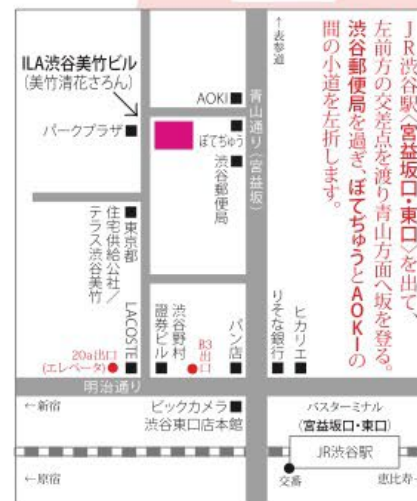 JR渋谷駅〈宮益坂口・東口〉を出て、
左前方の交差点を渡り青山方面へ坂を登る。
渋谷郵便局を過ぎ、ぼてぢゅうとAOKIの
間の小道を左折します。
↑表参道
青山通り(宮益坂)
ILA渋谷美竹ビル
(美竹清花さろん)
AOKI
パークプラザ
ぼてぢゅう
渋谷郵便局
東京都
住宅供給公社/
テラス渋谷美竹
LACOSTE
渋谷野村
證券ビル
B3
出口
パン店
りそな銀行
ヒカリエ
20a出口
(エレベータ)
明治通り
←新宿
ビックカメラ
渋谷東口店本館
バスターミナル
(宮益坂口・東口)
JR渋谷駅
←原宿
交番
恵比寿→